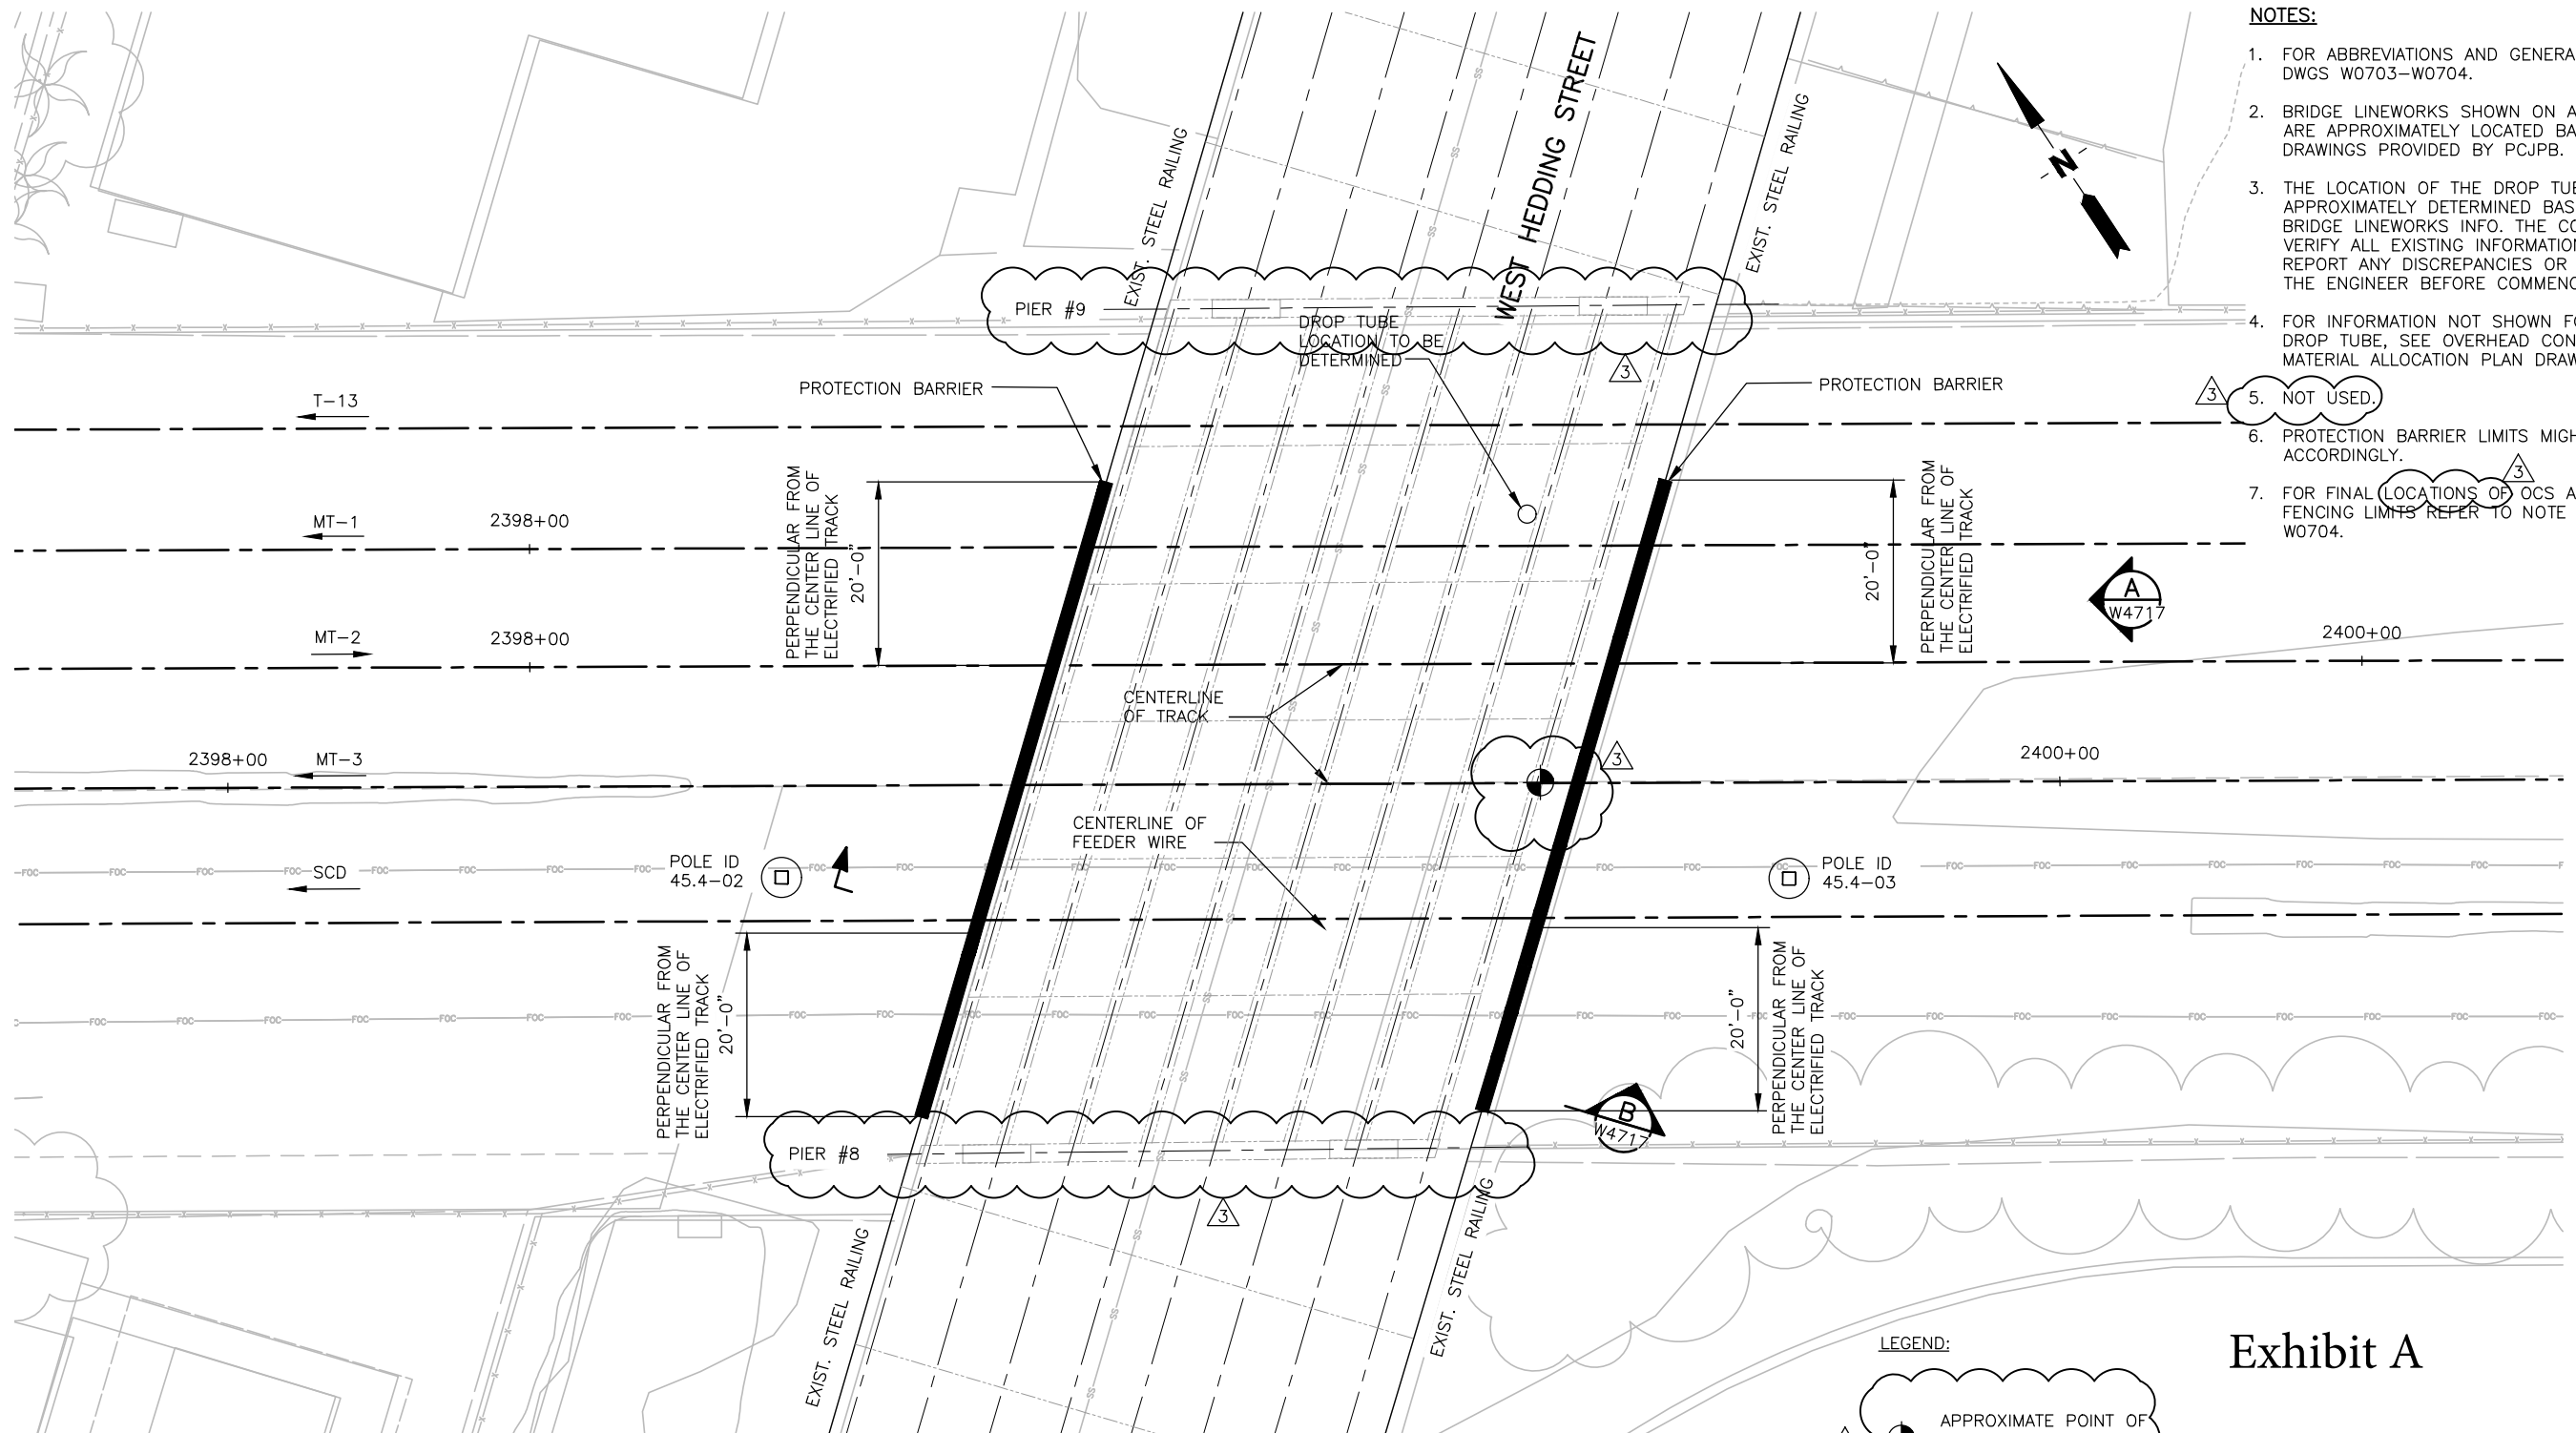 NOTES:
1. FOR ABBREVIATIONS AND GENERA
DWGS W0703-W0704.
2. BRIDGE LINEWORKS SHOWN ON A
ARE APPROXIMATELY LOCATED BA
DRAWINGS PROVIDED BY PCJPB.
3. THE LOCATION OF THE DROP TUB
APPROXIMATELY DETERMINED BAS
BRIDGE LINEWORKS INFO. THE CO
VERIFY ALL EXISTING INFORMATION
REPORT ANY DISCREPANCIES OR
THE ENGINEER BEFORE COMMENC
4. FOR INFORMATION NOT SHOWN FO
DROP TUBE, SEE OVERHEAD CON
MATERIAL ALLOCATION PLAN DRAW
3
5. NOT USED.
6. PROTECTION BARRIER LIMITS MIGH
ACCORDINGLY.
3
7. FOR FINAL LOCATIONS OF OCS A
FENCING LIMITS REFER TO NOTE
W0704.
N
WEST HEDDING STREET
EXIST. STEEL RAILING
EXIST. STEEL RAILING
PIER #9
DROP TUBE
LOCATION TO BE
DETERMINED
3
PROTECTION BARRIER
PROTECTION BARRIER
T-13
MT-1
2398+00
PERPENDICULAR FROM
THE CENTER LINE OF
ELECTRIFIED TRACK
20'-0"
20'-0"
PERPENDICULAR FROM
THE CENTER LINE OF
ELECTRIFIED TRACK
A
W4717
MT-2
2398+00
2400+00
CENTERLINE
OF TRACK
2398+00
MT-3
3
2400+00
CENTERLINE OF
FEEDER WIRE
SCD
POLE ID
45.4-02
POLE ID
45.4-03
FOC
SS
PERPENDICULAR FROM
THE CENTER LINE OF
ELECTRIFIED TRACK
20'-0"
20'-0"
PERPENDICULAR FROM
THE CENTER LINE OF
ELECTRIFIED TRACK
B
W4717
PIER #8
3
EXIST. STEEL RAILING
EXIST. STEEL RAILING
LEGEND:
Exhibit A
APPROXIMATE POINT OF